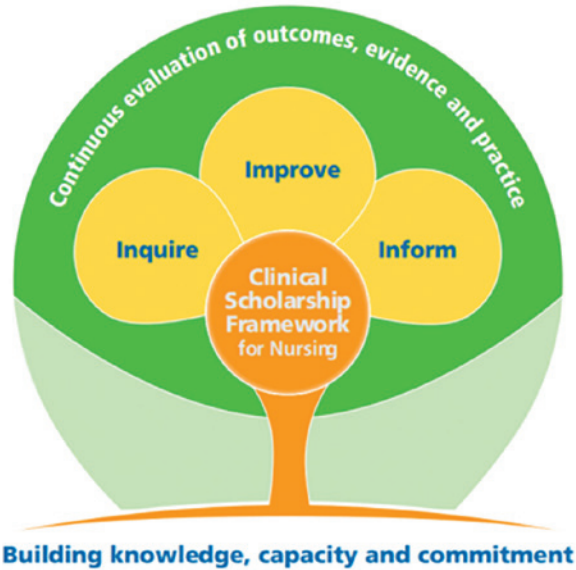 Continuous evaluation of outcomes, evidence and practice
Improve
Inquire
Inform
Clinical
Scholarship
Framework
for Nursing
Building knowledge, capacity and commitment